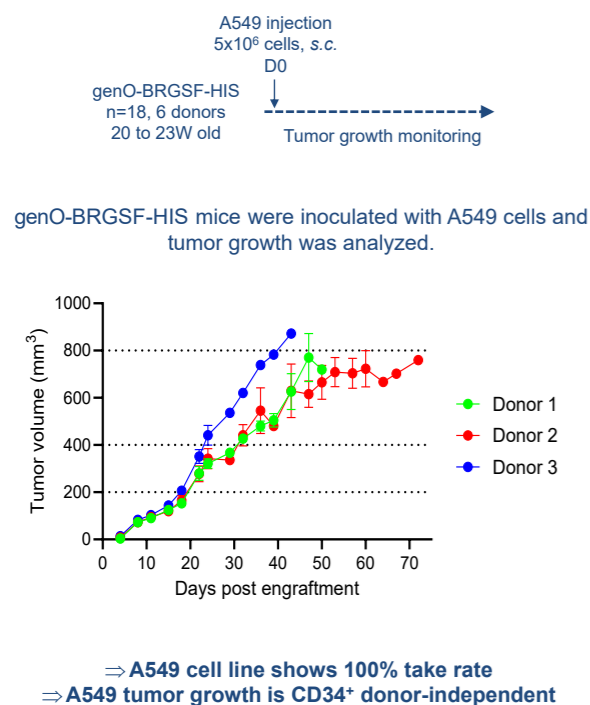 A549 injection
5x10⁶ cells, s.c.
D0
genO-BRGSF-HIS
n=18, 6 donors
20 to 23W old
Tumor growth monitoring
genO-BRGSF-HIS mice were inoculated with A549 cells and
tumor growth was analyzed.
1000
800
600
400
200
0
Tumor volume (mm³)
0 10 20 30 40 50 60 70
Days post engraftment
Donor 1
Donor 2
Donor 3
⇒ A549 cell line shows 100% take rate
⇒ A549 tumor growth is CD34⁺ donor-independent